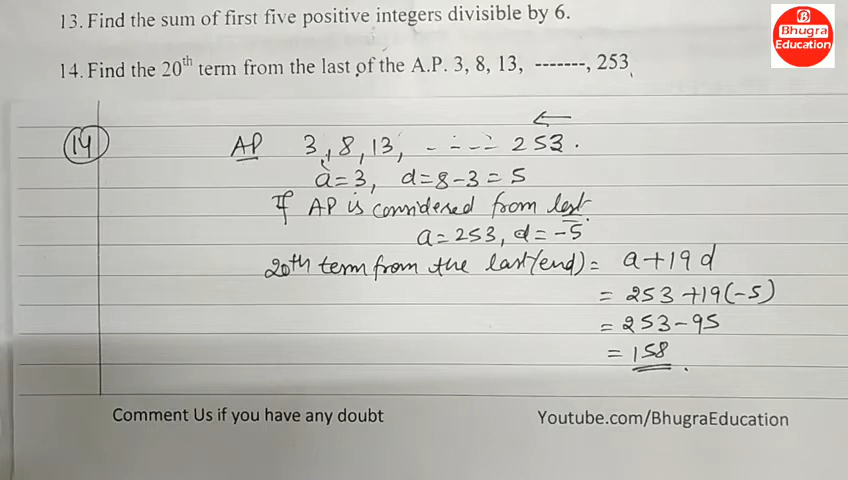 13. Find the sum of first five positive integers divisible by 6.
B
Bhugra
Education
14. Find the 20th term from the last of the A.P. 3, 8, 13, -------, 253
14 AP 3, 8, 13, ----- 253.
a=3, d=8-3=5
If AP is considered from last.
a=253, d=-5
20th term from the last(end) = a+19d
= 253+19(-5)
= 253-95
= 158.
Comment Us if you have any doubt
Youtube.com/BhugraEducation